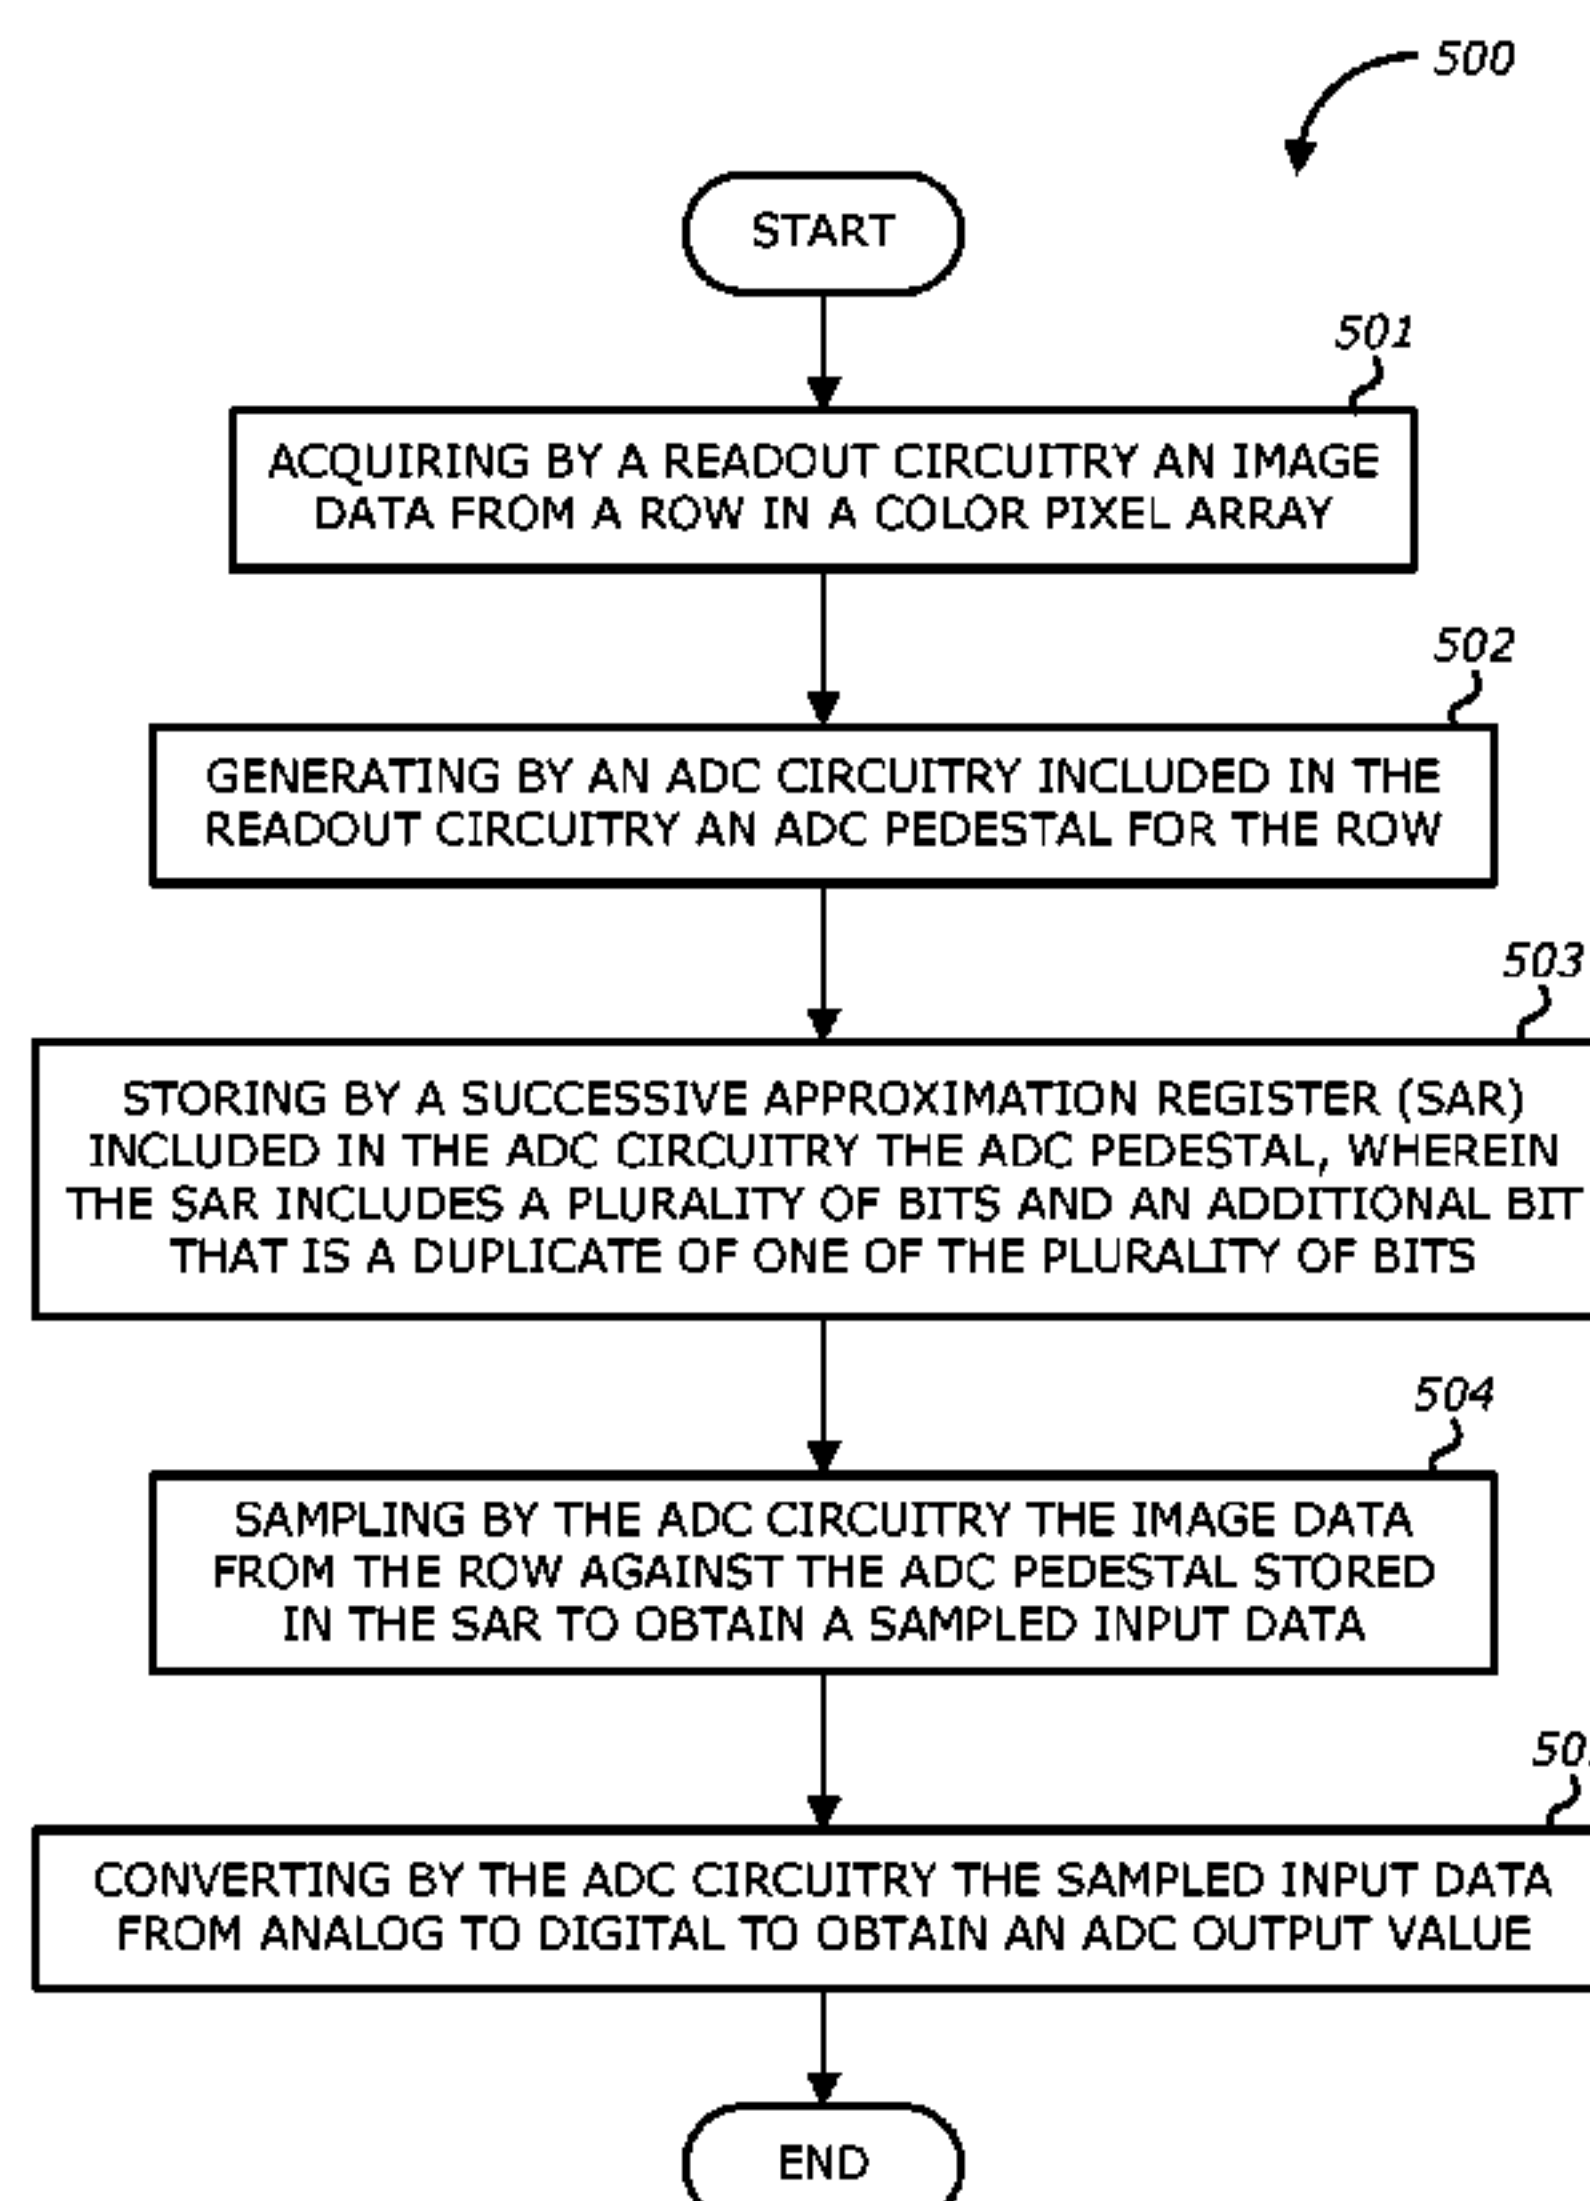 500
START
501
ACQUIRING BY A READOUT CIRCUITRY AN IMAGE
DATA FROM A ROW IN A COLOR PIXEL ARRAY
502
GENERATING BY AN ADC CIRCUITRY INCLUDED IN THE
READOUT CIRCUITRY AN ADC PEDESTAL FOR THE ROW
503
STORING BY A SUCCESSIVE APPROXIMATION REGISTER (SAR)
INCLUDED IN THE ADC CIRCUITRY THE ADC PEDESTAL, WHEREIN
THE SAR INCLUDES A PLURALITY OF BITS AND AN ADDITIONAL BIT
THAT IS A DUPLICATE OF ONE OF THE PLURALITY OF BITS
504
SAMPLING BY THE ADC CIRCUITRY THE IMAGE DATA
FROM THE ROW AGAINST THE ADC PEDESTAL STORED
IN THE SAR TO OBTAIN A SAMPLED INPUT DATA
CONVERTING BY THE ADC CIRCUITRY THE SAMPLED INPUT DATA
FROM ANALOG TO DIGITAL TO OBTAIN AN ADC OUTPUT VALUE
END